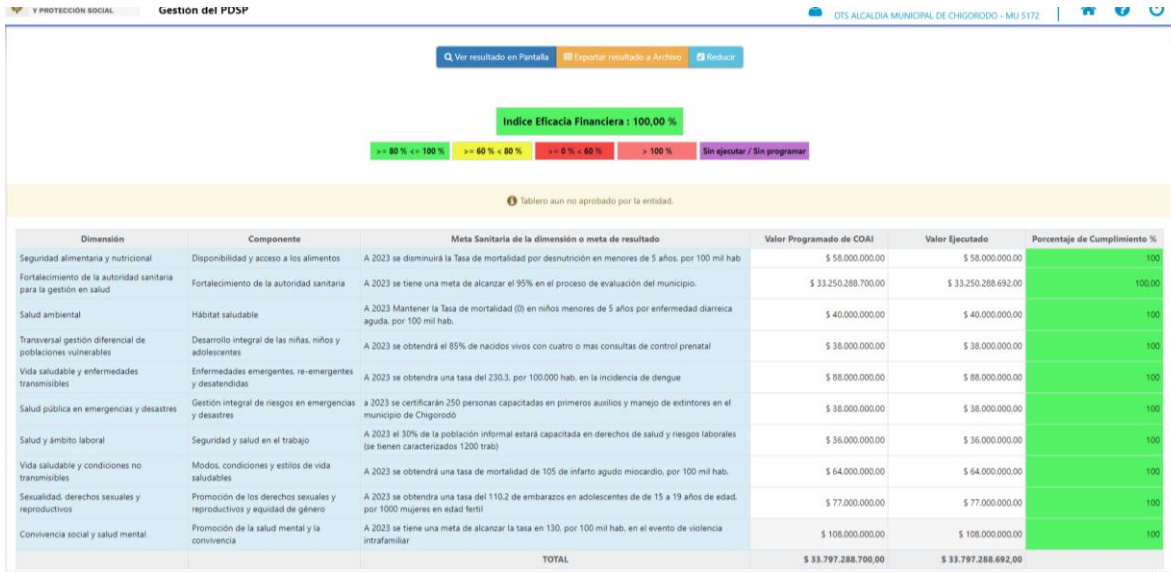 Y PROTECCIÓN SOCIAL
Gestión del PDSP
DTS ALCALDIA MUNICIPAL DE CHIGORODO - MU 5172
Ver resultado en Pantalla
Exportar resultado a Archivo
Reducir
Indice Eficacia Financiera : 100,00 %
>= 80 % <= 100 %
>= 60 % < 80 %
>= 0 % < 60 %
> 100 %
Sin ejecutar / Sin programar
Tablero aun no aprobado por la entidad.
Dimensión Componente Meta Sanitaria de la dimensión o meta de resultado Valor Programado de COAI Valor Ejecutado Porcentaje de Cumplimiento %
Seguridad alimentaria y nutricional Disponibilidad y acceso a los alimentos A 2023 se disminuirá la Tasa de mortalidad por desnutrición en menores de 5 años, por 100 mil hab $ 58.000.000,00 $ 58.000.000,00 100
Fortalecimiento de la autoridad sanitaria
para la gestión en salud
Fortalecimiento de la autoridad sanitaria A 2023 se tiene una meta de alcanzar el 95% en el proceso de evaluación del municipio. $ 33.250.288.700,00 $ 33.250.288.692,00 100,00
Salud ambiental Hábitat saludable
A 2023 Mantener la Tasa de mortalidad (0) en niños menores de 5 años por enfermedad diarreica
aguda, por 100 mil hab.
$ 40.000.000,00 $ 40.000.000,00 100
Transversal gestión diferencial de
poblaciones vulnerables
Desarrollo integral de las niñas, niños y
adolescentes
A 2023 se obtendrá el 85% de nacidos vivos con cuatro o mas consultas de control prenatal $ 38.000.000,00 $ 38.000.000,00 100
Vida saludable y enfermedades
transmisibles
Enfermedades emergentes, re-emergentes
y desatendidas
A 2023 se obtendra una tasa del 230.3, por 100.000 hab. en la incidencia de dengue $ 88.000.000,00 $ 88.000.000,00 100
Salud pública en emergencias y desastres
Gestión integral de riesgos en emergencias
y desastres
a 2023 se certificarán 250 personas capacitadas en primeros auxilios y manejo de extintores en el
municipio de Chigorodó
$ 38.000.000,00 $ 38.000.000,00 100
Salud y ámbito laboral Seguridad y salud en el trabajo
A 2023 el 30% de la población informal estará capacitada en derechos de salud y riesgos laborales
(se tienen caracterizados 1200 trab)
$ 36.000.000,00 $ 36.000.000,00 100
Vida saludable y condiciones no
transmisibles
Modos, condiciones y estilos de vida
saludables
A 2023 se obtendrá una tasa de mortalidad de 105 de infarto agudo miocardio, por 100 mil hab. $ 64.000.000,00 $ 64.000.000,00 100
Sexualidad, derechos sexuales y
reproductivos
Promoción de los derechos sexuales y
reproductivos y equidad de género
A 2023 se obtendra una tasa del 110.2 de embarazos en adolescentes de de 15 a 19 años de edad,
por 1000 mujeres en edad fertil
$ 77.000.000,00 $ 77.000.000,00 100
Convivencia social y salud mental
Promoción de la salud mental y la
convivencia
A 2023 se tiene una meta de alcanzar la tasa en 130, por 100 mil hab. en el evento de violencia
intrafamiliar
$ 108.000.000,00 $ 108.000.000,00 100
TOTAL $ 33.797.288.700,00 $ 33.797.288.692,00